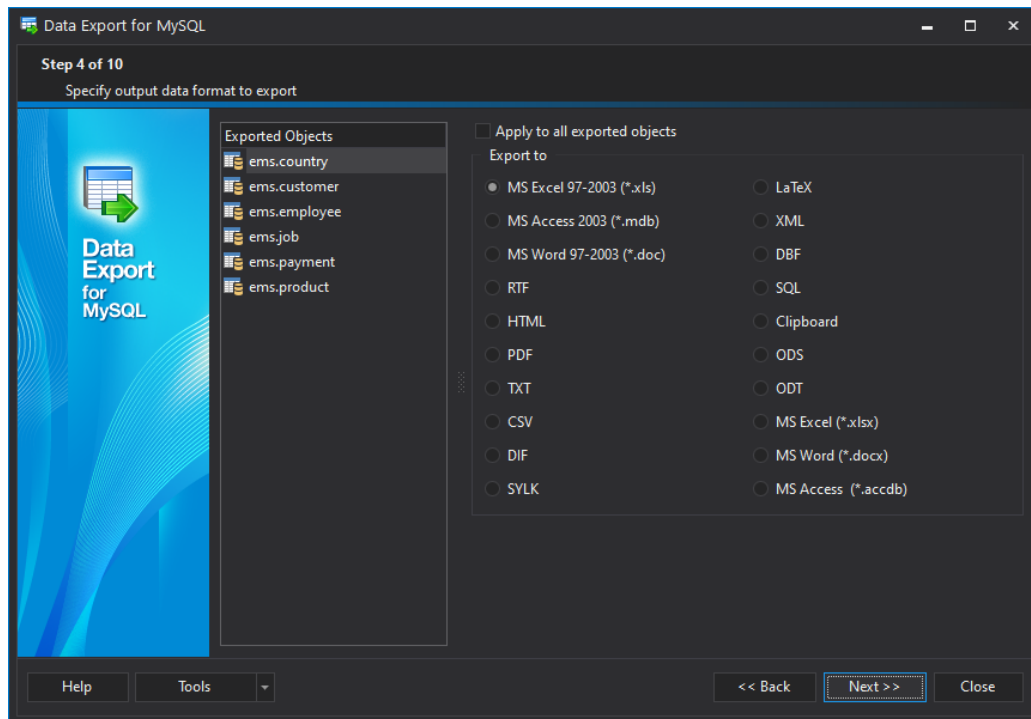 Data Export for MySQL
Step 4 of 10
Specify output data format to export
Data
Export
for
MySQL
Exported Objects
ems.country
ems.customer
ems.employee
ems.job
ems.payment
ems.product
Apply to all exported objects
Export to
MS Excel 97-2003 (*.xls)
MS Access 2003 (*.mdb)
MS Word 97-2003 (*.doc)
RTF
HTML
PDF
TXT
CSV
DIF
SYLK
LaTeX
XML
DBF
SQL
Clipboard
ODS
ODT
MS Excel (*.xlsx)
MS Word (*.docx)
MS Access (*.accdb)
Help
Tools
<< Back
Next >>
Close